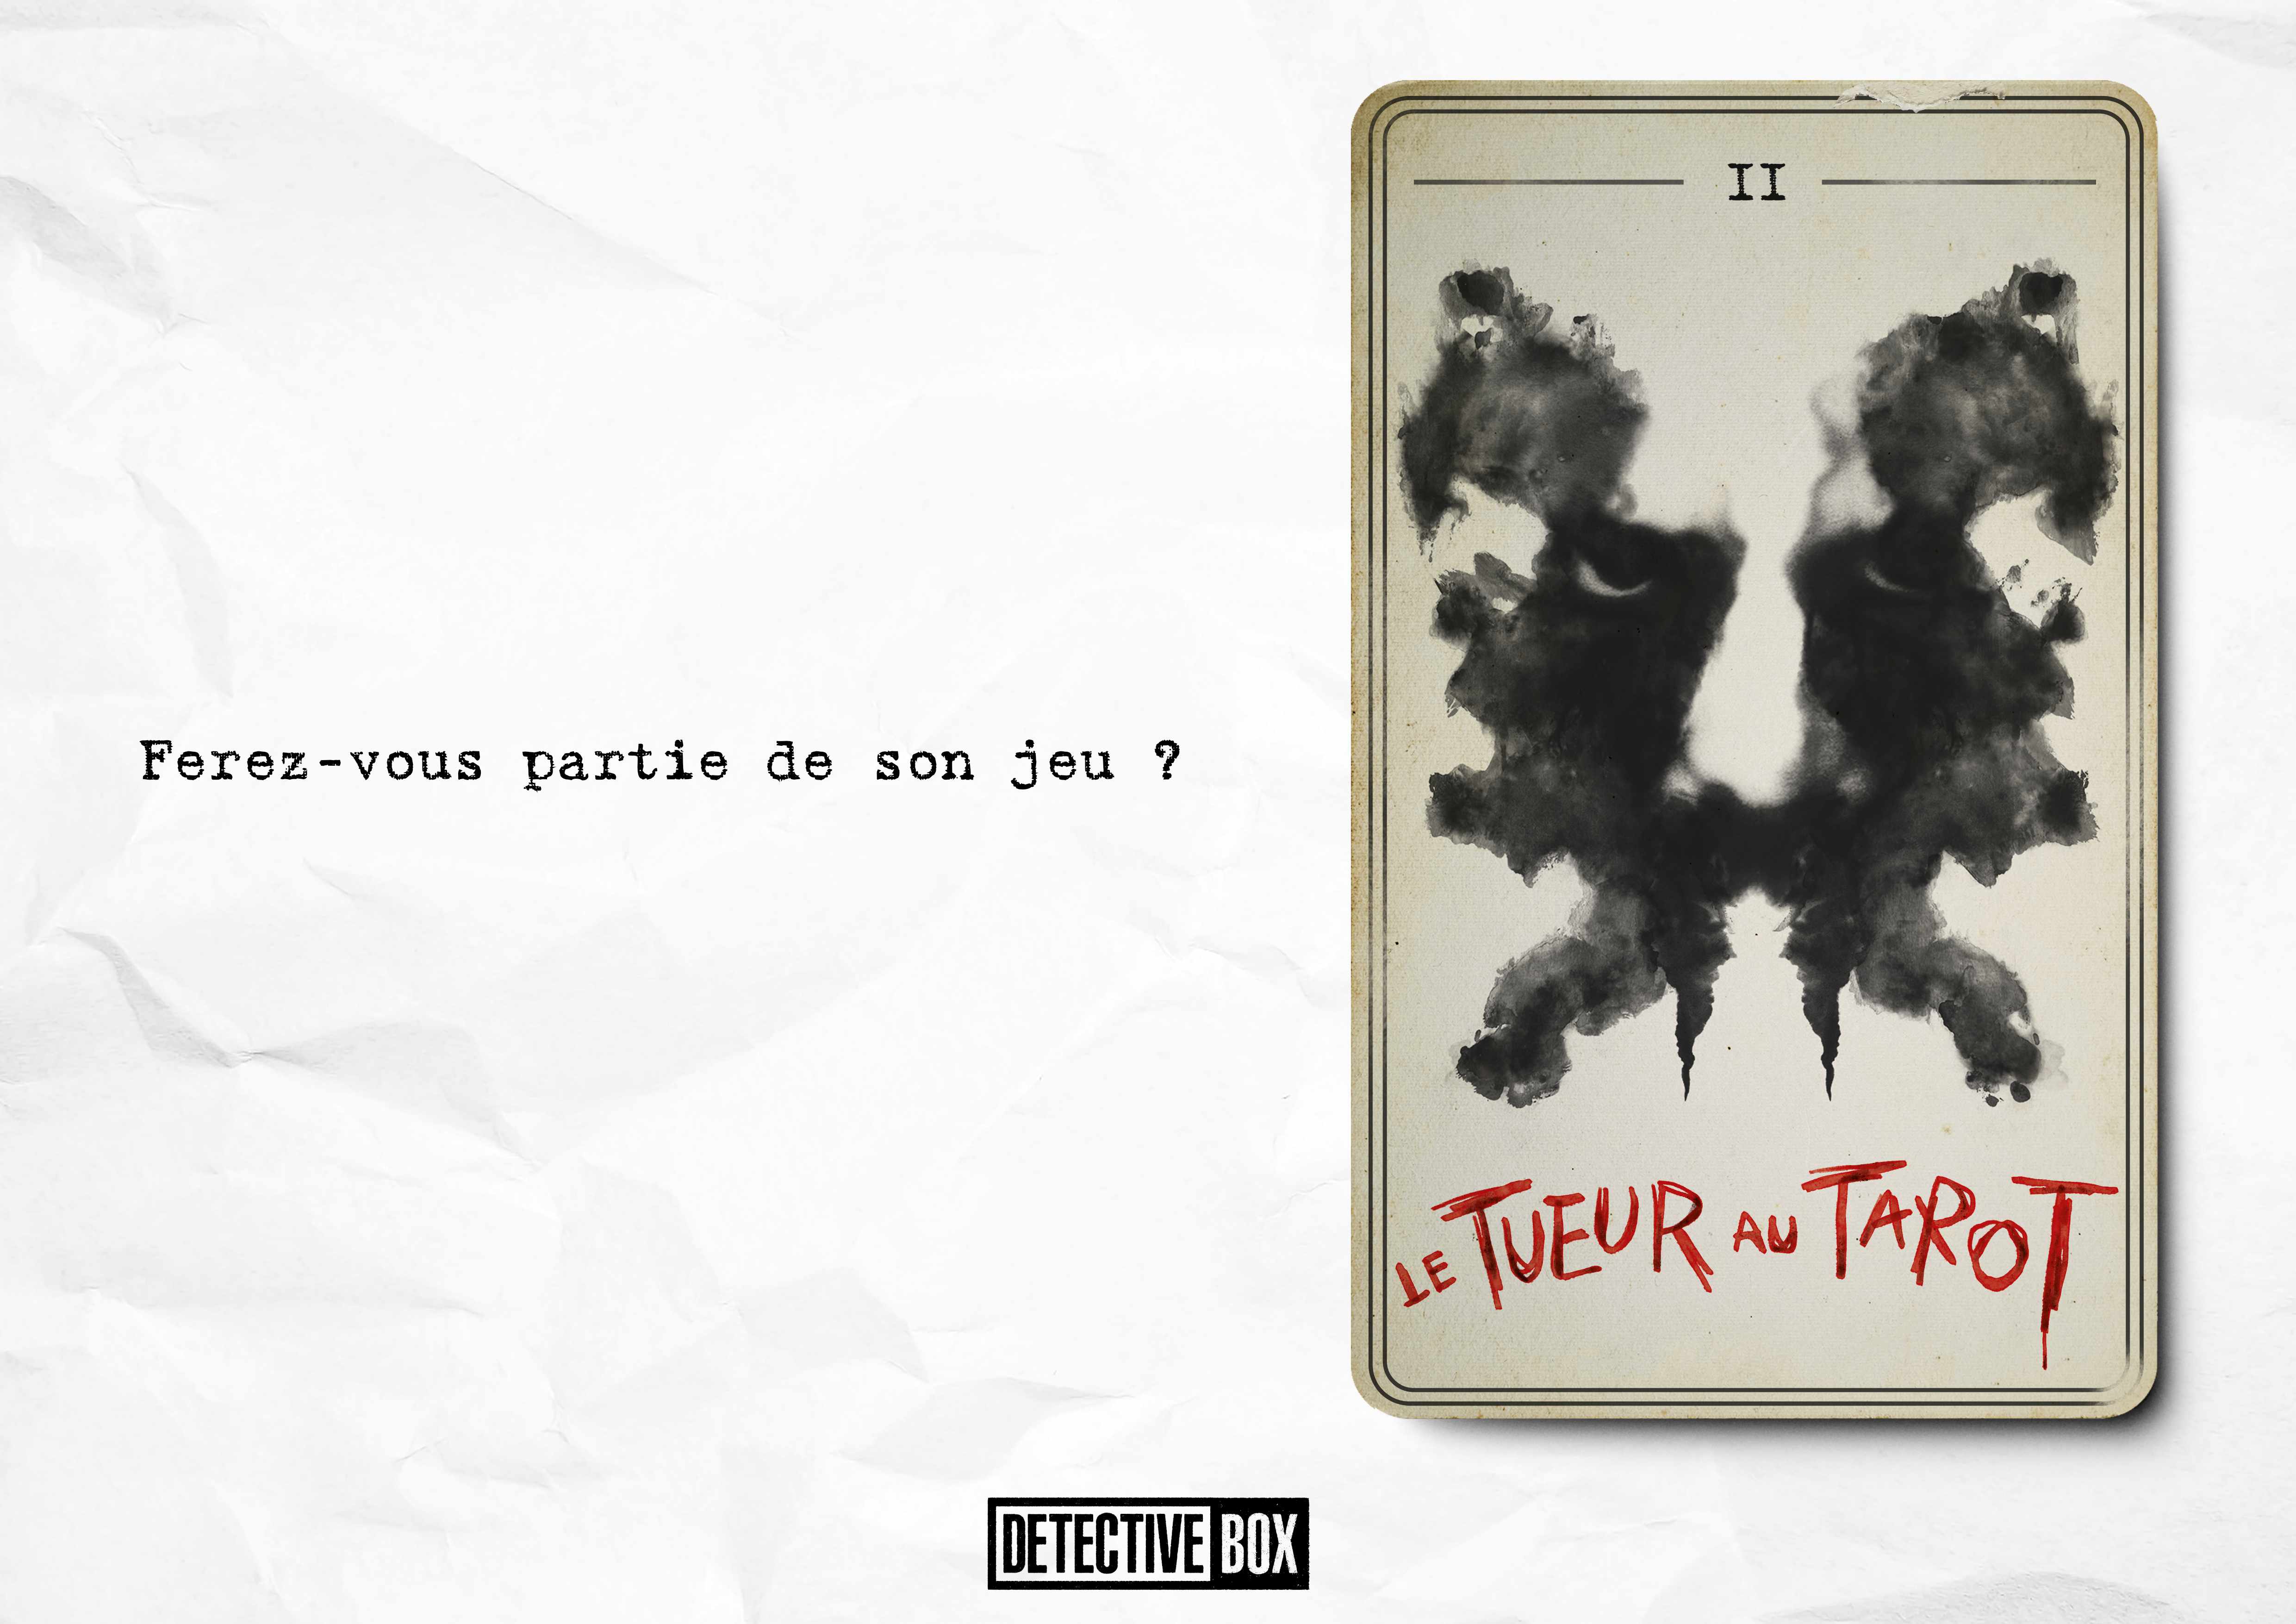 II
Ferez-vous partie de son jeu ?
LE TUEUR AU TAROT
DETECTIVE BOX